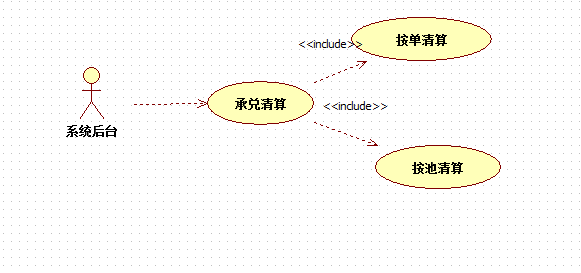 <<include>>
按单清算
系统后台
承兑清算
<<include>>
按池清算